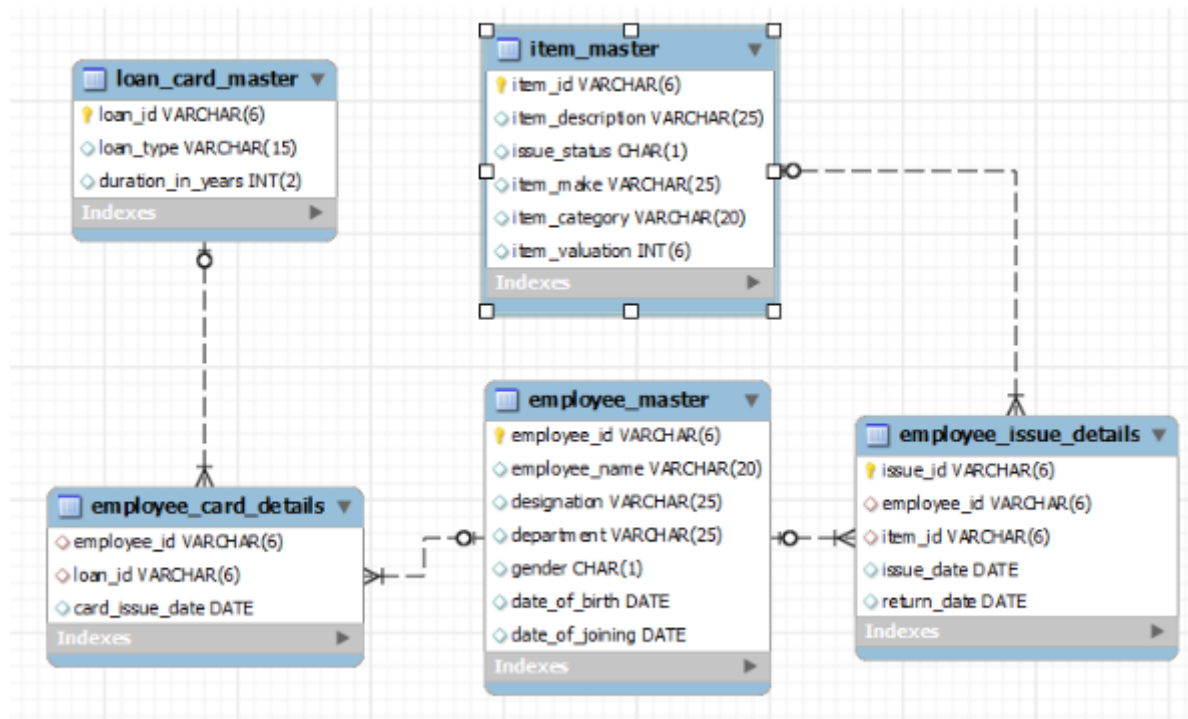 loan_card_master
loan_id VARCHAR(6)
loan_type VARCHAR(15)
duration_in_years INT(2)
Indexes
item_master
item_id VARCHAR(6)
item_description VARCHAR(25)
issue_status CHAR(1)
item_make VARCHAR(25)
item_category VARCHAR(20)
item_valuation INT(6)
Indexes
employee_card_details
employee_id VARCHAR(6)
loan_id VARCHAR(6)
card_issue_date DATE
Indexes
employee_master
employee_id VARCHAR(6)
employee_name VARCHAR(20)
designation VARCHAR(25)
department VARCHAR(25)
gender CHAR(1)
date_of_birth DATE
date_of_joining DATE
Indexes
employee_issue_details
issue_id VARCHAR(6)
employee_id VARCHAR(6)
item_id VARCHAR(6)
issue_date DATE
return_date DATE
Indexes